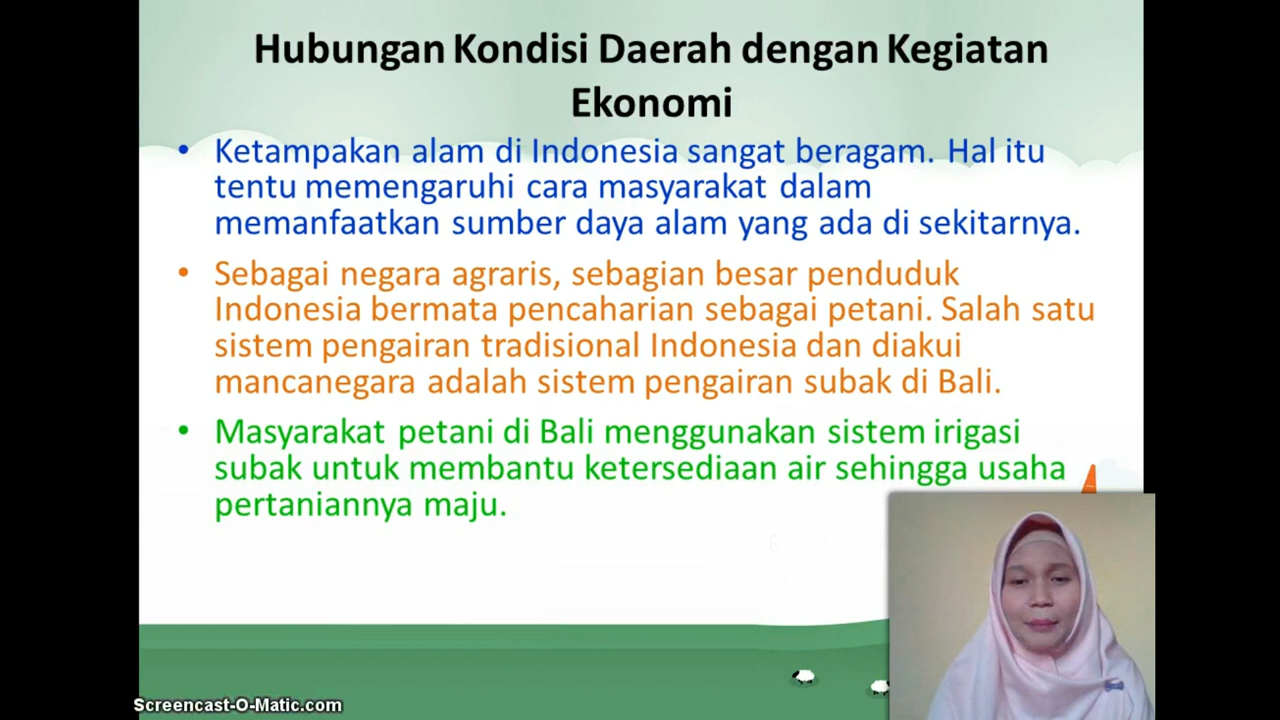 Hubungan Kondisi Daerah dengan Kegiatan
Ekonomi
• Ketampakan alam di Indonesia sangat beragam. Hal itu
tentu memengaruhi cara masyarakat dalam
memanfaatkan sumber daya alam yang ada di sekitarnya.
• Sebagai negara agraris, sebagian besar penduduk
Indonesia bermata pencaharian sebagai petani. Salah satu
sistem pengairan tradisional Indonesia dan diakui
mancanegara adalah sistem pengairan subak di Bali.
• Masyarakat petani di Bali menggunakan sistem irigasi
subak untuk membantu ketersediaan air sehingga usaha
pertaniannya maju.
Screencast-O-Matic.com